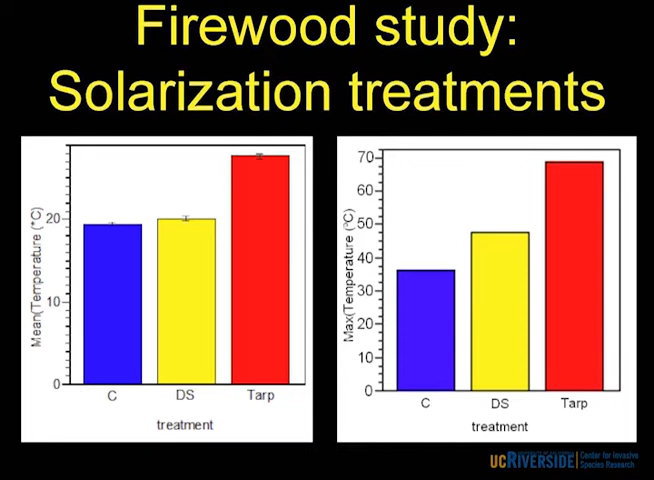 Firewood study:
Solarization treatments
Mean(Temperature (°C)
20
10
0
C DS Tarp
treatment
Max(Temperature (°C)
70
60
50
40
30
20
10
0
C DS Tarp
treatment
UCRIVERSIDE
Center for Invasive
Species Research